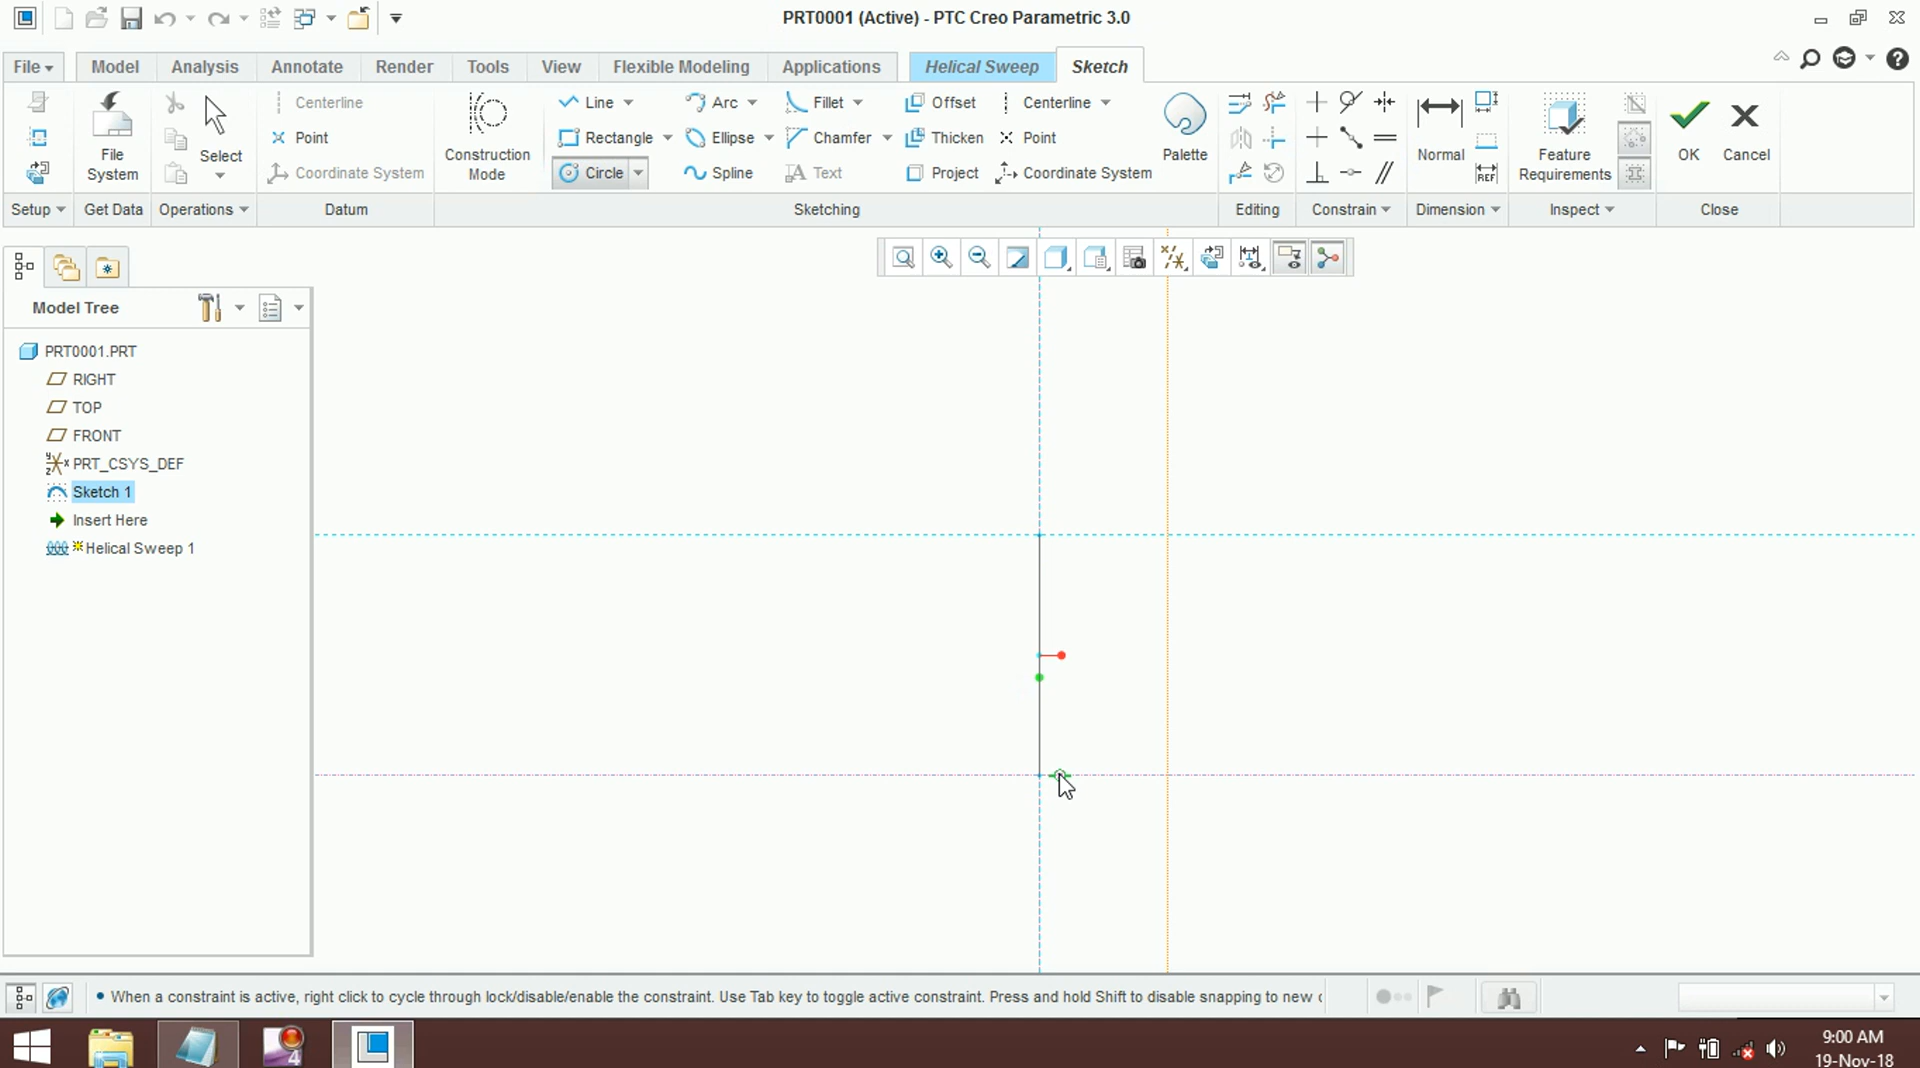 PRT0001 (Active) - PTC Creo Parametric 3.0
File Model Analysis Annotate Render Tools View Flexible Modeling Applications Helical Sweep Sketch
Centerline Line Arc Fillet Offset Centerline
Point Rectangle Ellipse Chamfer Thicken Point
Coordinate System Circle Spline Text Project Coordinate System
File System
Select
Construction Mode
Palette
Normal
Feature Requirements
OK
Cancel
Setup Get Data Operations Datum Sketching Editing Constrain Dimension Inspect Close
Model Tree
PRT0001.PRT
RIGHT
TOP
FRONT
PRT_CSYS_DEF
Sketch 1
Insert Here
Helical Sweep 1
• When a constraint is active, right click to cycle through lock/disable/enable the constraint. Use Tab key to toggle active constraint. Press and hold Shift to disable snapping to new
4
9:00 AM
19-Nov-18